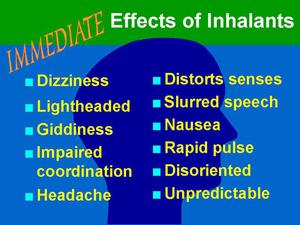 IMMEDIATE
Effects of Inhalants
Dizziness
Lightheaded
Giddiness
Impaired
coordination
Headache
Distorts senses
Slurred speech
Nausea
Rapid pulse
Disoriented
Unpredictable